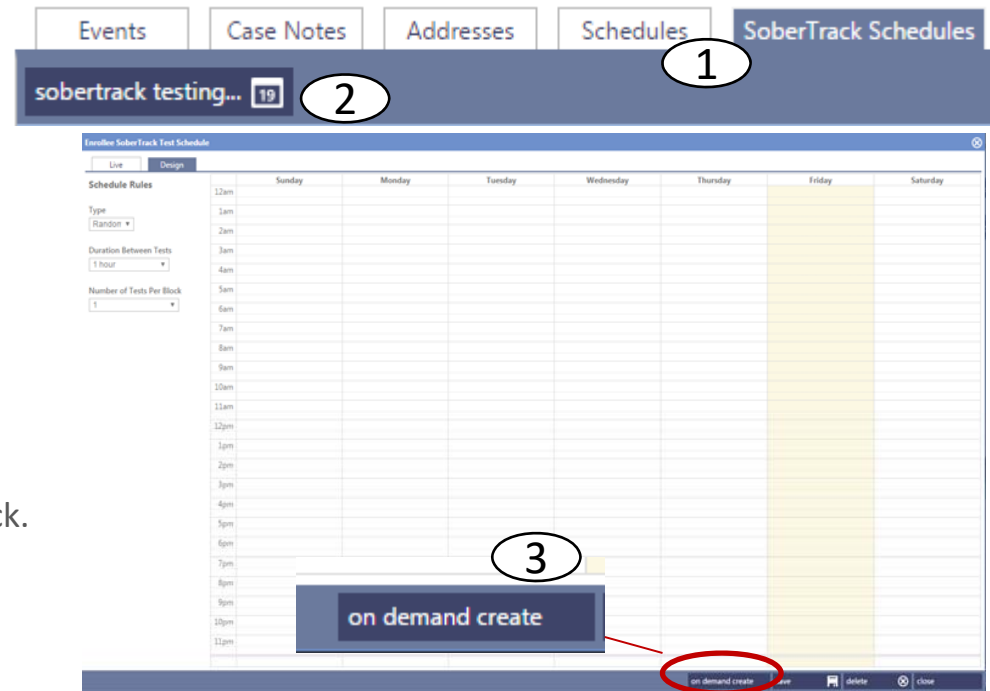 Events Case Notes Addresses Schedules SoberTrack Schedules
1
sobertrack testing... 19
2
Enrollee SoberTrack Test Schedule
Live Design
Schedule Rules
Sunday Monday Tuesday Wednesday Thursday Friday Saturday
12am
Type
1am
Randon
2am
Duration Between Tests
3am
1 hour
4am
Number of Tests Per Block
5am
1
6am
7am
8am
9am
10am
11am
12pm
1pm
2pm
3pm
4pm
ck.
5pm
6pm
3
7pm
8pm
9pm
on demand create
10pm
11pm
on demand create save delete close